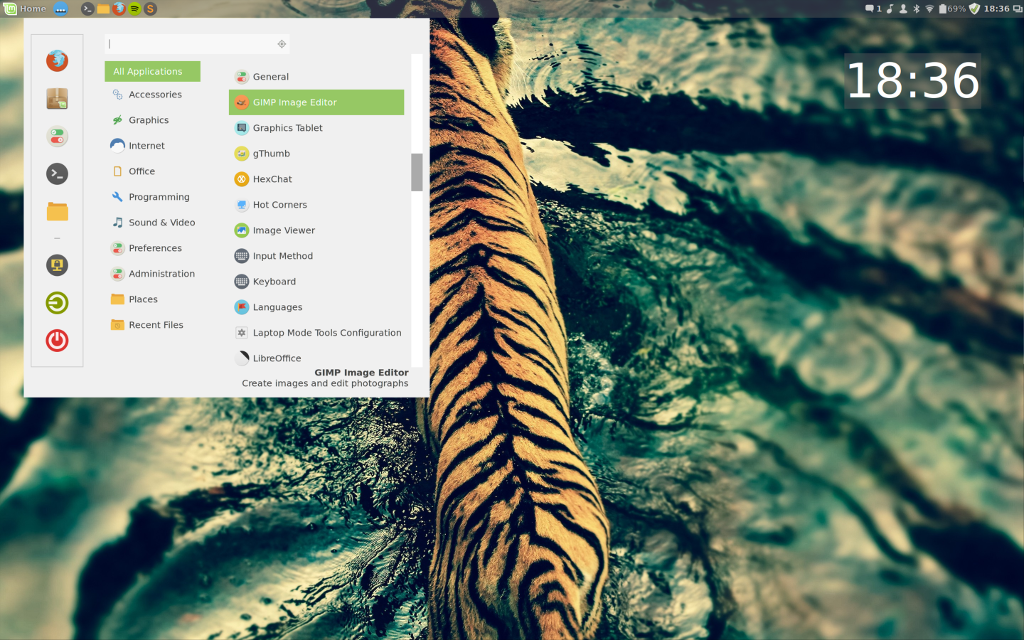 Home
1
69%
18:36
18:36
All Applications
Accessories
Graphics
Internet
Office
Programming
Sound & Video
Preferences
Administration
Places
Recent Files
General
GIMP Image Editor
Graphics Tablet
gThumb
HexChat
Hot Corners
Image Viewer
Input Method
Keyboard
Languages
Laptop Mode Tools Configuration
LibreOffice
GIMP Image Editor
Create images and edit photographs